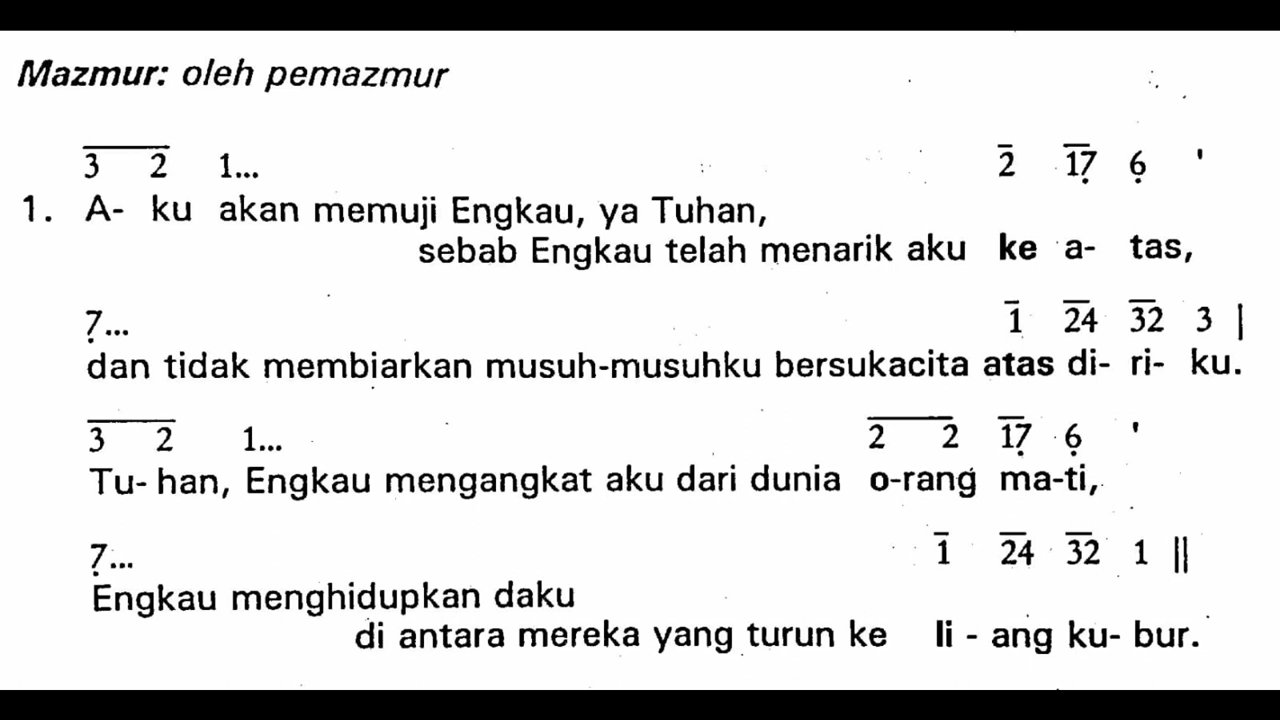 Mazmur: oleh pemazmur
3 2 1... 2 17̣ 6̣ '
1. A- ku akan memuji Engkau, ya Tuhan,
sebab Engkau telah menarik aku ke a- tas,
7̣... 1 24 32 3 |
dan tidak membiarkan musuh-musuhku bersukacita atas di- ri- ku.
3 2 1... 2 2 17̣ 6̣ '
Tu- han, Engkau mengangkat aku dari dunia o-rang ma-ti,
7̣... 1 24 32 1 ||
Engkau menghidupkan daku
di antara mereka yang turun ke li - ang ku- bur.